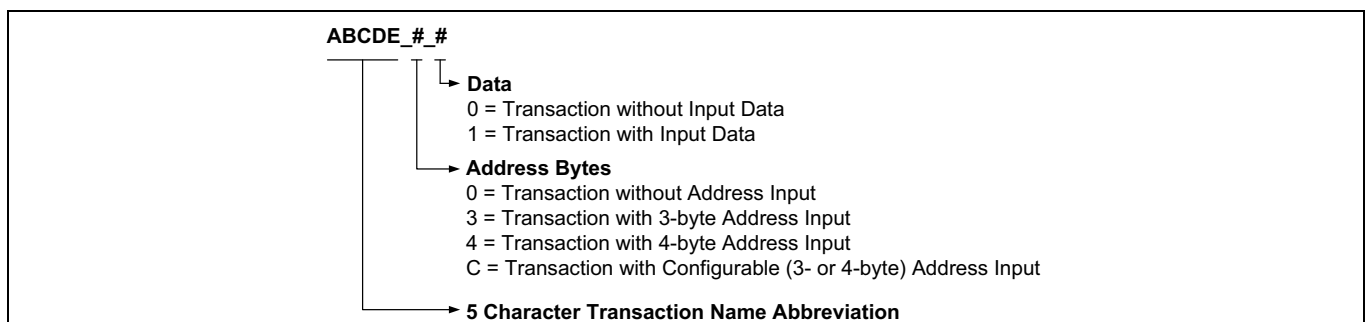 ABCDE_#_#
Data
0 = Transaction without Input Data
1 = Transaction with Input Data
Address Bytes
0 = Transaction without Address Input
3 = Transaction with 3-byte Address Input
4 = Transaction with 4-byte Address Input
C = Transaction with Configurable (3- or 4-byte) Address Input
5 Character Transaction Name Abbreviation